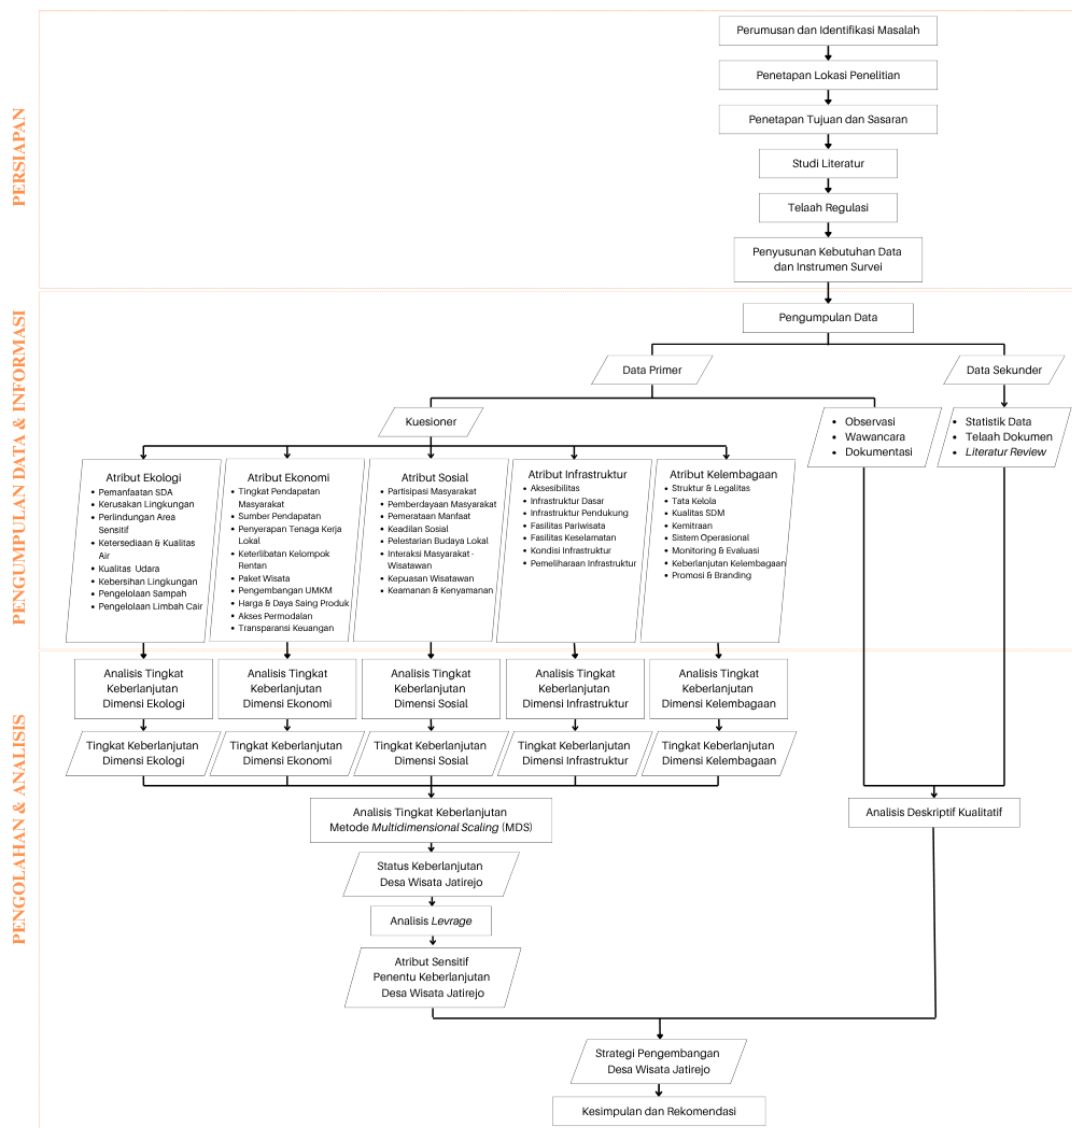 PERSIAPAN
Perumusan dan Identifikasi Masalah
Penetapan Lokasi Penelitian
Penetapan Tujuan dan Sasaran
Studi Literatur
Telaah Regulasi
Penyusunan Kebutuhan Data
dan Instrumen Survei
PENGUMPULAN DATA & INFORMASI
Pengumpulan Data
Data Primer
Data Sekunder
Kuesioner
• Observasi
• Wawancara
• Dokumentasi
• Statistik Data
• Telaah Dokumen
• Literatur Review
Atribut Ekologi
• Pemanfaatan SDA
• Kerusakan Lingkungan
• Perlindungan Area
Sensitif
• Ketersediaan & Kualitas
Air
• Kualitas Udara
• Kebersihan Lingkungan
• Pengelolaan Sampah
• Pengelolaan Limbah Cair
Atribut Ekonomi
• Tingkat Pendapatan
Masyarakat
• Sumber Pendapatan
• Penyerapan Tenaga Kerja
Lokal
• Keterlibatan Kelompok
Rentan
• Paket Wisata
• Pengembangan UMKM
• Harga & Daya Saing Produk
• Akses Permodalan
• Transparansi Keuangan
Atribut Sosial
• Partisipasi Masyarakat
• Pemberdayaan Masyarakat
• Pemerataan Manfaat
• Keadilan Sosial
• Pelestarian Budaya Lokal
• Interaksi Masyarakat -
Wisatawan
• Kepuasan Wisatawan
• Keamanan & Kenyamanan
Atribut Infrastruktur
• Aksesibilitas
• Infrastruktur Dasar
• Infrastruktur Pendukung
• Fasilitas Pariwisata
• Fasilitas Keselamatan
• Kondisi Infrastruktur
• Pemeliharaan Infrastruktur
Atribut Kelembagaan
• Struktur & Legalitas
• Tata Kelola
• Kualitas SDM
• Kemitraan
• Sistem Operasional
• Monitoring & Evaluasi
• Keberlanjutan Kelembagaan
• Promosi & Branding
PENGOLAHAN & ANALISIS
Analisis Tingkat
Keberlanjutan
Dimensi Ekologi
Analisis Tingkat
Keberlanjutan
Dimensi Ekonomi
Analisis Tingkat
Keberlanjutan
Dimensi Sosial
Analisis Tingkat
Keberlanjutan
Dimensi Infrastruktur
Analisis Tingkat
Keberlanjutan
Dimensi Kelembagaan
Tingkat Keberlanjutan
Dimensi Ekologi
Tingkat Keberlanjutan
Dimensi Ekonomi
Tingkat Keberlanjutan
Dimensi Sosial
Tingkat Keberlanjutan
Dimensi Infrastruktur
Tingkat Keberlanjutan
Dimensi Kelembagaan
Analisis Tingkat Keberlanjutan
Metode Multidimensional Scaling (MDS)
Analisis Deskriptif Kualitatif
Status Keberlanjutan
Desa Wisata Jatirejo
Analisis Levrage
Atribut Sensitif
Penentu Keberlanjutan
Desa Wisata Jatirejo
Strategi Pengembangan
Desa Wisata Jatirejo
Kesimpulan dan Rekomendasi